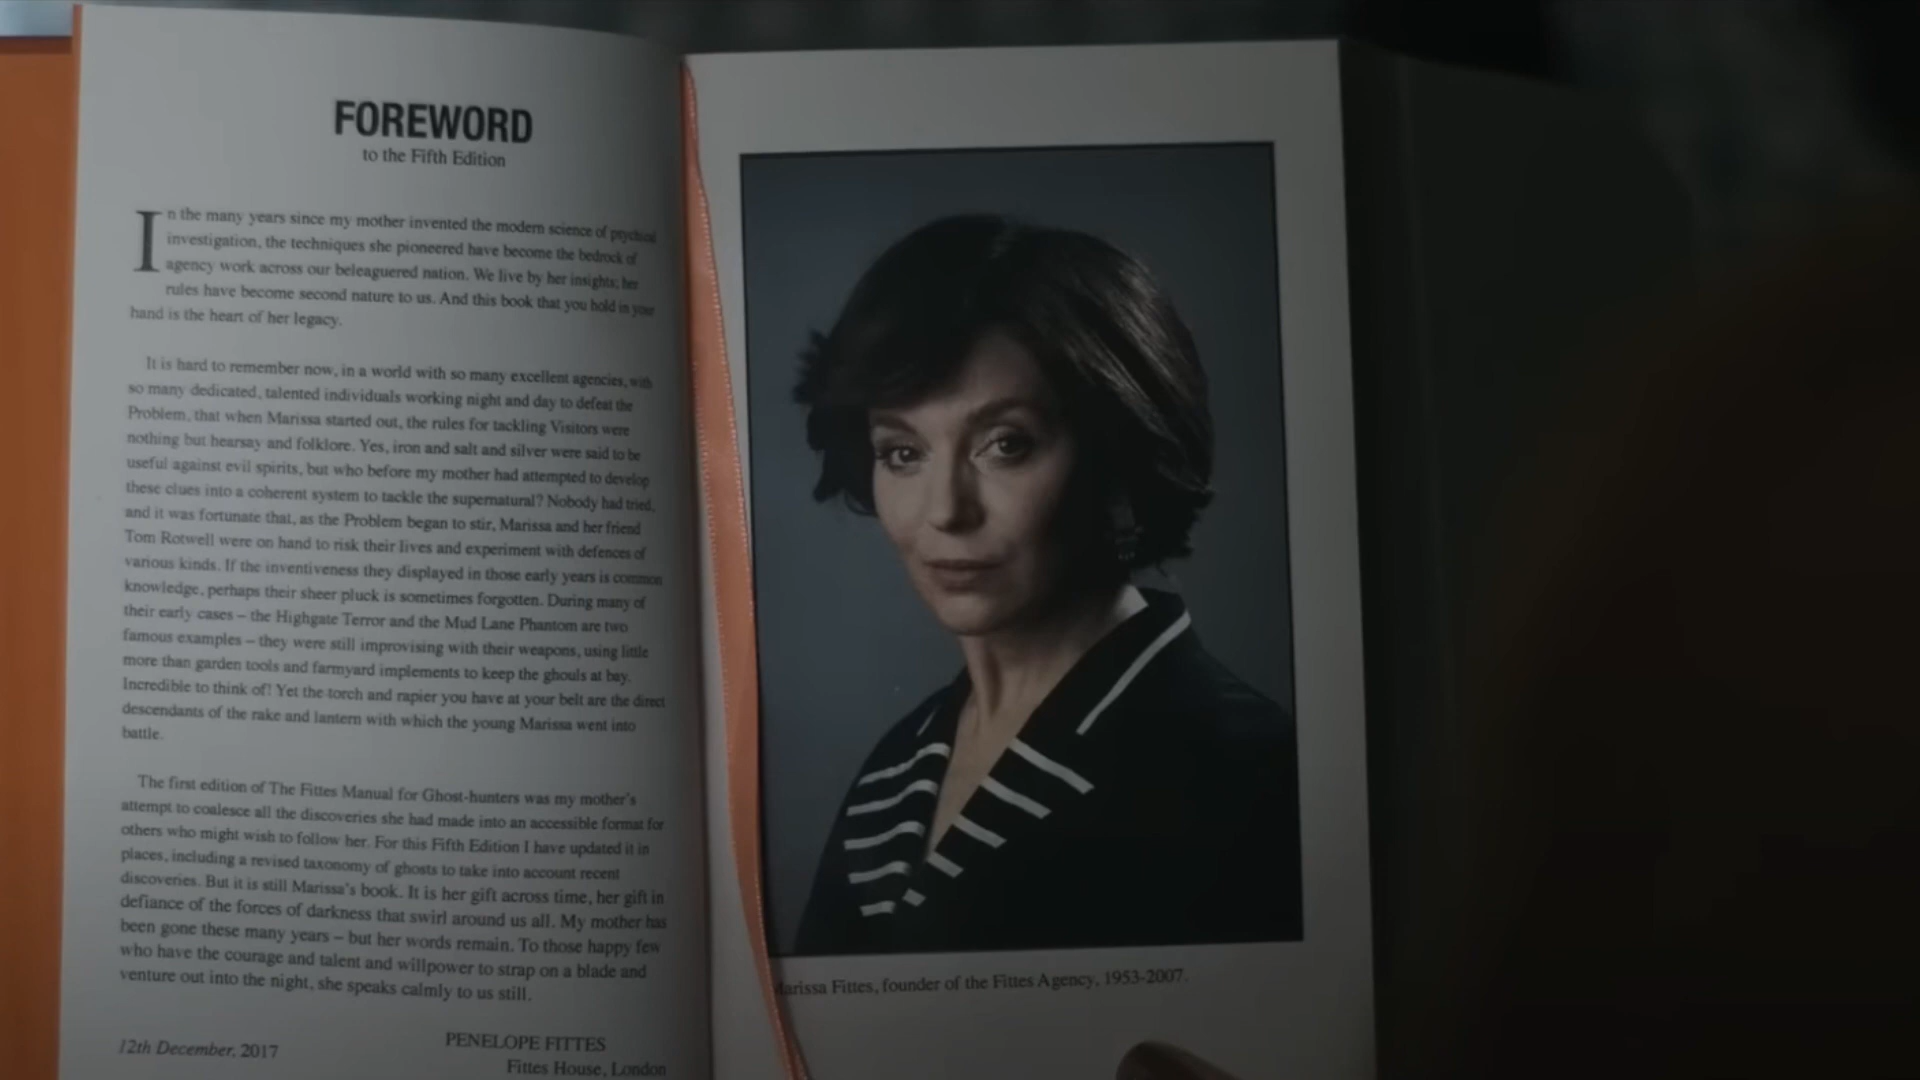 FOREWORD
to the Fifth Edition
In the many years since my mother invented the modern science of psychical
investigation, the techniques she pioneered have become the bedrock of
agency work across our beleaguered nation. We live by her insights; her
rules have become second nature to us. And this book that you hold in your
hand is the heart of her legacy.
It is hard to remember now, in a world with so many excellent agencies, with
so many dedicated, talented individuals working night and day to defeat the
Problem, that when Marissa started out, the rules for tackling Visitors were
nothing but hearsay and folklore. Yes, iron and salt and silver were said to be
useful against evil spirits, but who before my mother had attempted to develop
these clues into a coherent system to tackle the supernatural? Nobody had tried,
and it was fortunate that, as the Problem began to stir, Marissa and her friend
Tom Rotwell were on hand to risk their lives and experiment with defences of
various kinds. If the inventiveness they displayed in those early years is common
knowledge, perhaps their sheer pluck is sometimes forgotten. During many of
their early cases – the Highgate Terror and the Mud Lane Phantom are two
famous examples – they were still improvising with their weapons, using little
more than garden tools and farmyard implements to keep the ghouls at bay.
Incredible to think of! Yet the torch and rapier you have at your belt are the direct
descendants of the rake and lantern with which the young Marissa went into
battle.
The first edition of The Fittes Manual for Ghost-hunters was my mother's
attempt to coalesce all the discoveries she had made into an accessible format for
others who might wish to follow her. For this Fifth Edition I have updated it in
places, including a revised taxonomy of ghosts to take into account recent
discoveries. But it is still Marissa's book. It is her gift across time, her gift in
defiance of the forces of darkness that swirl around us all. My mother has
been gone these many years – but her words remain. To those happy few
who have the courage and talent and willpower to strap on a blade and
venture out into the night, she speaks calmly to us still.
PENELOPE FITTES
12th December, 2017
Fittes House, London
Marissa Fittes, founder of the Fittes Agency, 1953-2007.